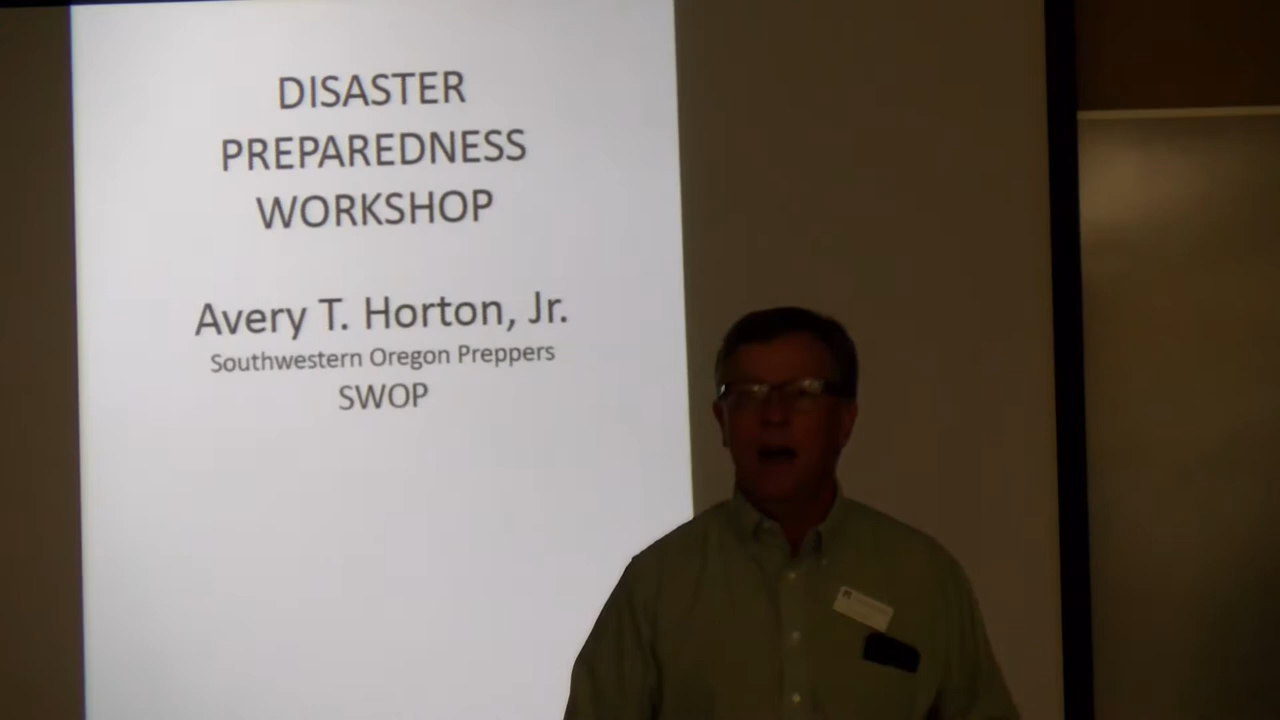 DISASTER
PREPAREDNESS
WORKSHOP
Avery T. Horton, Jr.
Southwestern Oregon Preppers
SWOP